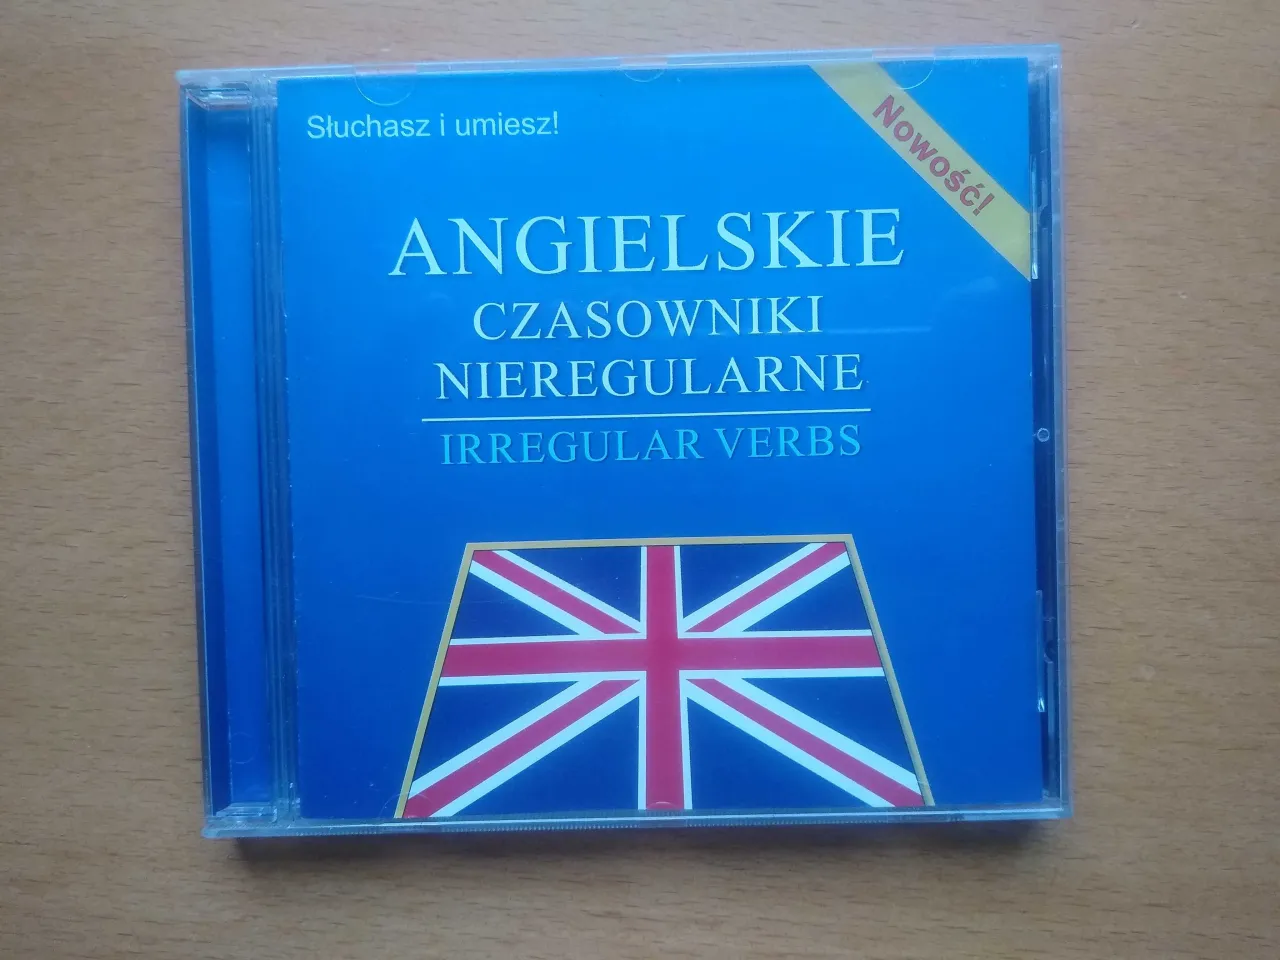 Słuchasz i umiesz!
Nowość!
ANGIELSKIE
CZASOWNIKI
NIEREGULARNE
IRREGULAR VERBS